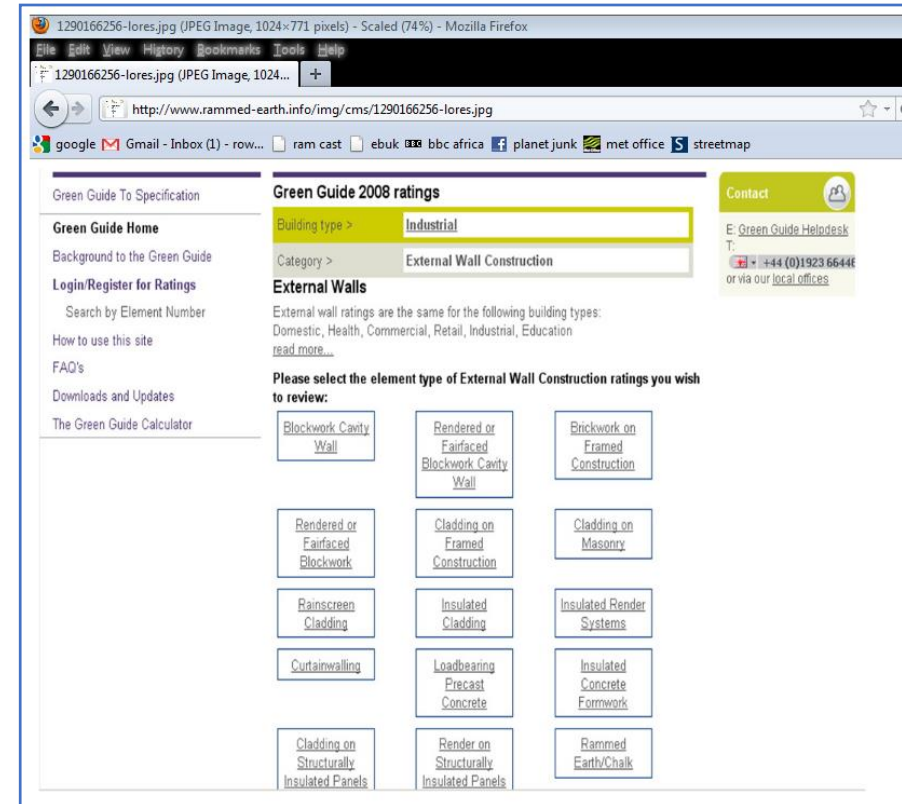 1290166256-lores.jpg (JPEG Image, 1024×771 pixels) - Scaled (74%) - Mozilla Firefox
File Edit View History Bookmarks Tools Help
1290166256-lores.jpg (JPEG Image, 1024... +
http://www.rammed-earth.info/img/cms/1290166256-lores.jpg
google Gmail - Inbox (1) - row... ram cast ebuk BBC bbc africa planet junk met office S streetmap
Green Guide To Specification
Green Guide Home
Background to the Green Guide
Login/Register for Ratings
Search by Element Number
How to use this site
FAQ's
Downloads and Updates
The Green Guide Calculator
Green Guide 2008 ratings
Building type > Industrial
Category > External Wall Construction
External Walls
External wall ratings are the same for the following building types:
Domestic, Health, Commercial, Retail, Industrial, Education
read more...
Please select the element type of External Wall Construction ratings you wish
to review:
Blockwork Cavity
Wall
Rendered or
Fairfaced
Blockwork Cavity
Wall
Brickwork on
Framed
Construction
Rendered or
Fairfaced
Blockwork
Cladding on
Framed
Construction
Cladding on
Masonry
Rainscreen
Cladding
Insulated
Cladding
Insulated Render
Systems
Curtainwalling
Loadbearing
Precast
Concrete
Insulated
Concrete
Formwork
Cladding on
Structurally
Insulated Panels
Render on
Structurally
Insulated Panels
Rammed
Earth/Chalk
Contact
E: Green Guide Helpdesk
T:
+44 (0)1923 66446
or via our local offices